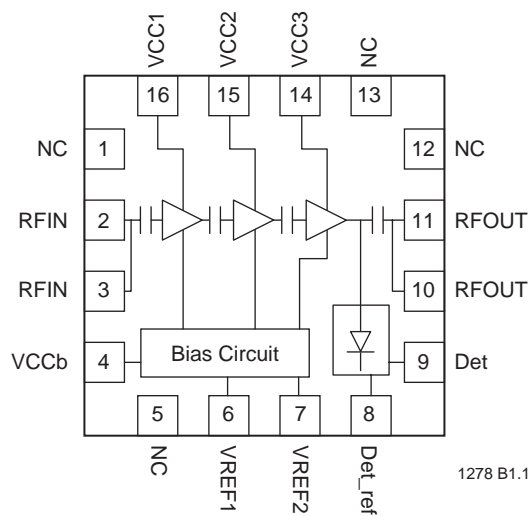 VCC1
VCC2
VCC3
NC
16
15
14
13
NC
1
12
NC
RFIN
2
11
RFOUT
RFIN
3
10
RFOUT
VCCb
4
Bias Circuit
9
Det
5
6
7
8
NC
VREF1
VREF2
Det_ref
1278 B1.1